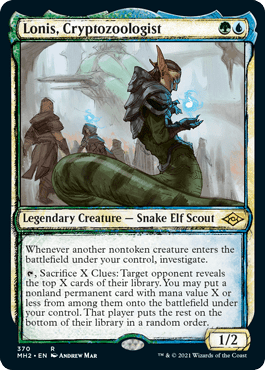 Lonis, Cryptozoologist
Legendary Creature — Snake Elf Scout
Whenever another nontoken creature enters the
battlefield under your control, investigate.
, Sacrifice X Clues: Target opponent reveals
the top X cards of their library. You may put a
nonland permanent card with mana value X or
less from among them onto the battlefield under
your control. That player puts the rest on the
bottom of their library in a random order.
1/2
370 R
MH2 • EN ANDREW MAR
™ & © 2021 Wizards of the Coast